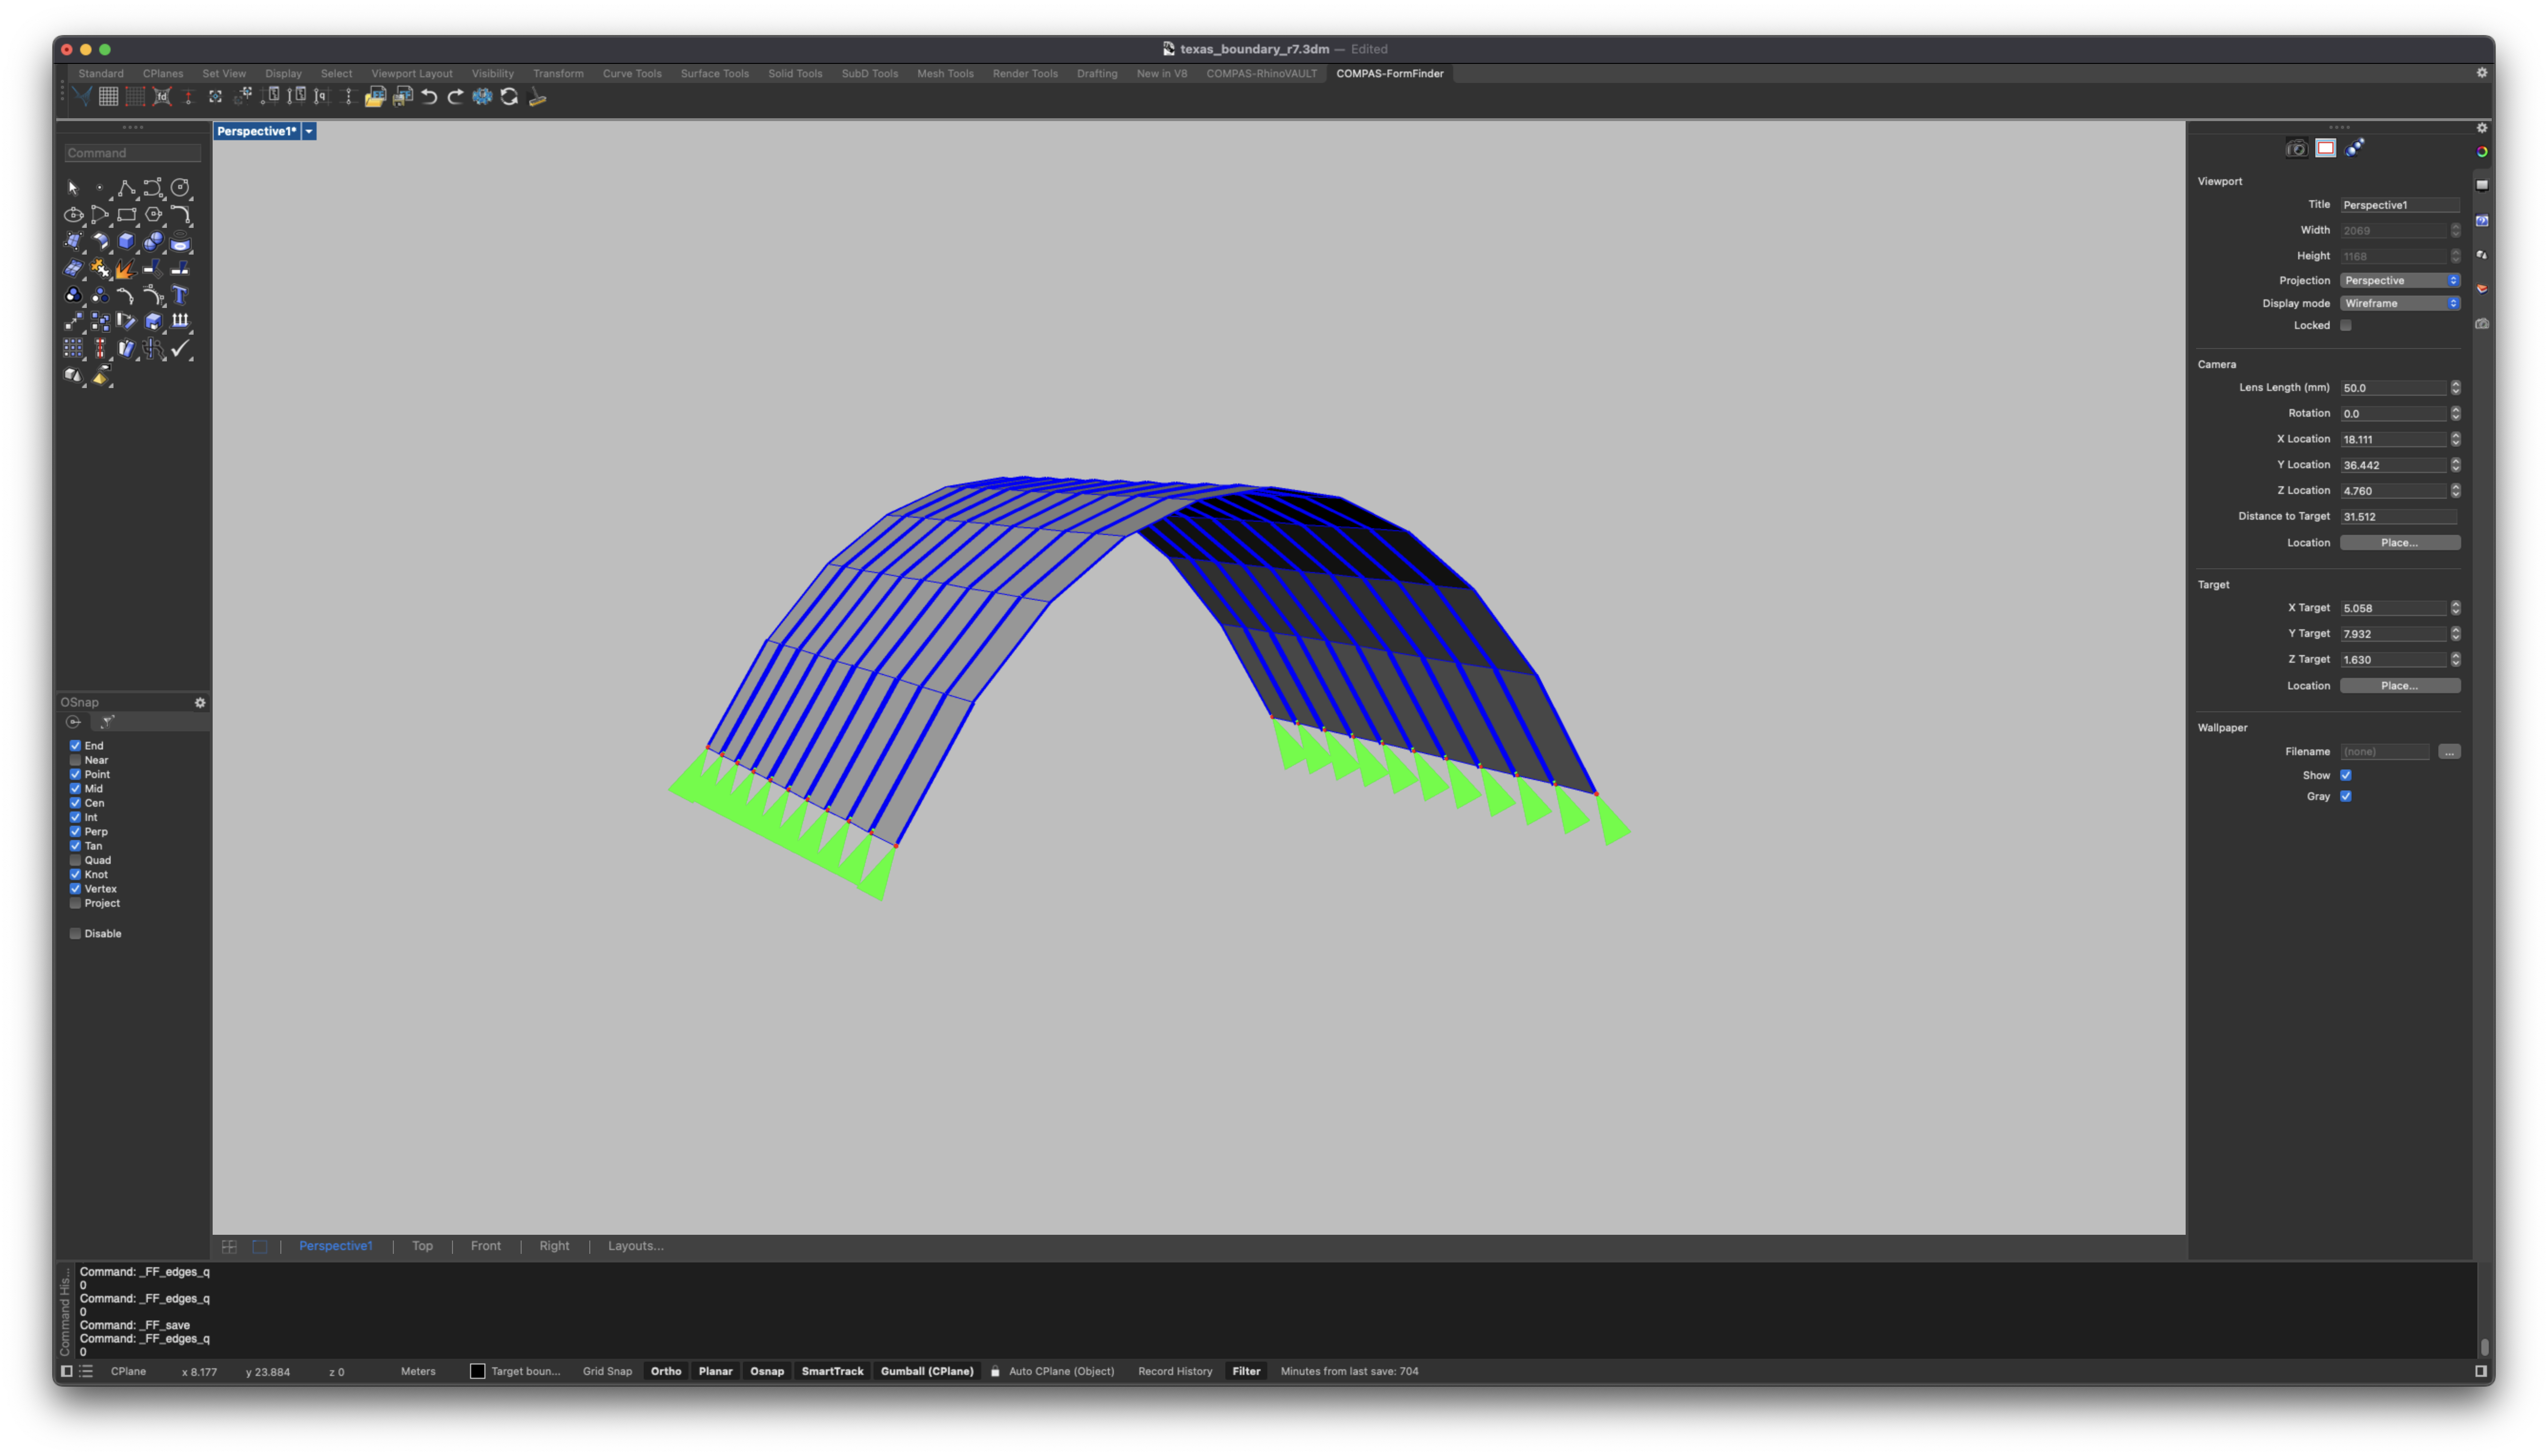 texas_boundary_r7.3dm — Edited
Standard CPlanes Set View Display Select Viewport Layout Visibility Transform Curve Tools Surface Tools Solid Tools SubD Tools Mesh Tools Render Tools Drafting New in V8 COMPAS-RhinoVAULT COMPAS-FormFinder
fd
q
Perspective1*
Command
OSnap
End
Near
Point
Mid
Cen
Int
Perp
Tan
Quad
Knot
Vertex
Project
Disable
Viewport
Title Perspective1
Width 2069
Height 1168
Projection Perspective
Display mode Wireframe
Locked
Camera
Lens Length (mm) 50.0
Rotation 0.0
X Location 18.111
Y Location 36.442
Z Location 4.760
Distance to Target 31.512
Location Place...
Target
X Target 5.058
Y Target 7.932
Z Target 1.630
Location Place...
Wallpaper
Filename (none) ...
Show
Gray
Perspective1 | Top | Front | Right | Layouts...
Command His...
Command: _FF_edges_q
0
Command: _FF_edges_q
0
Command: _FF_save
Command: _FF_edges_q
0
CPlane x 8.177 y 23.884 z 0 Meters Target boun... Grid Snap Ortho Planar Osnap SmartTrack Gumball (CPlane) Auto CPlane (Object) Record History Filter Minutes from last save: 704